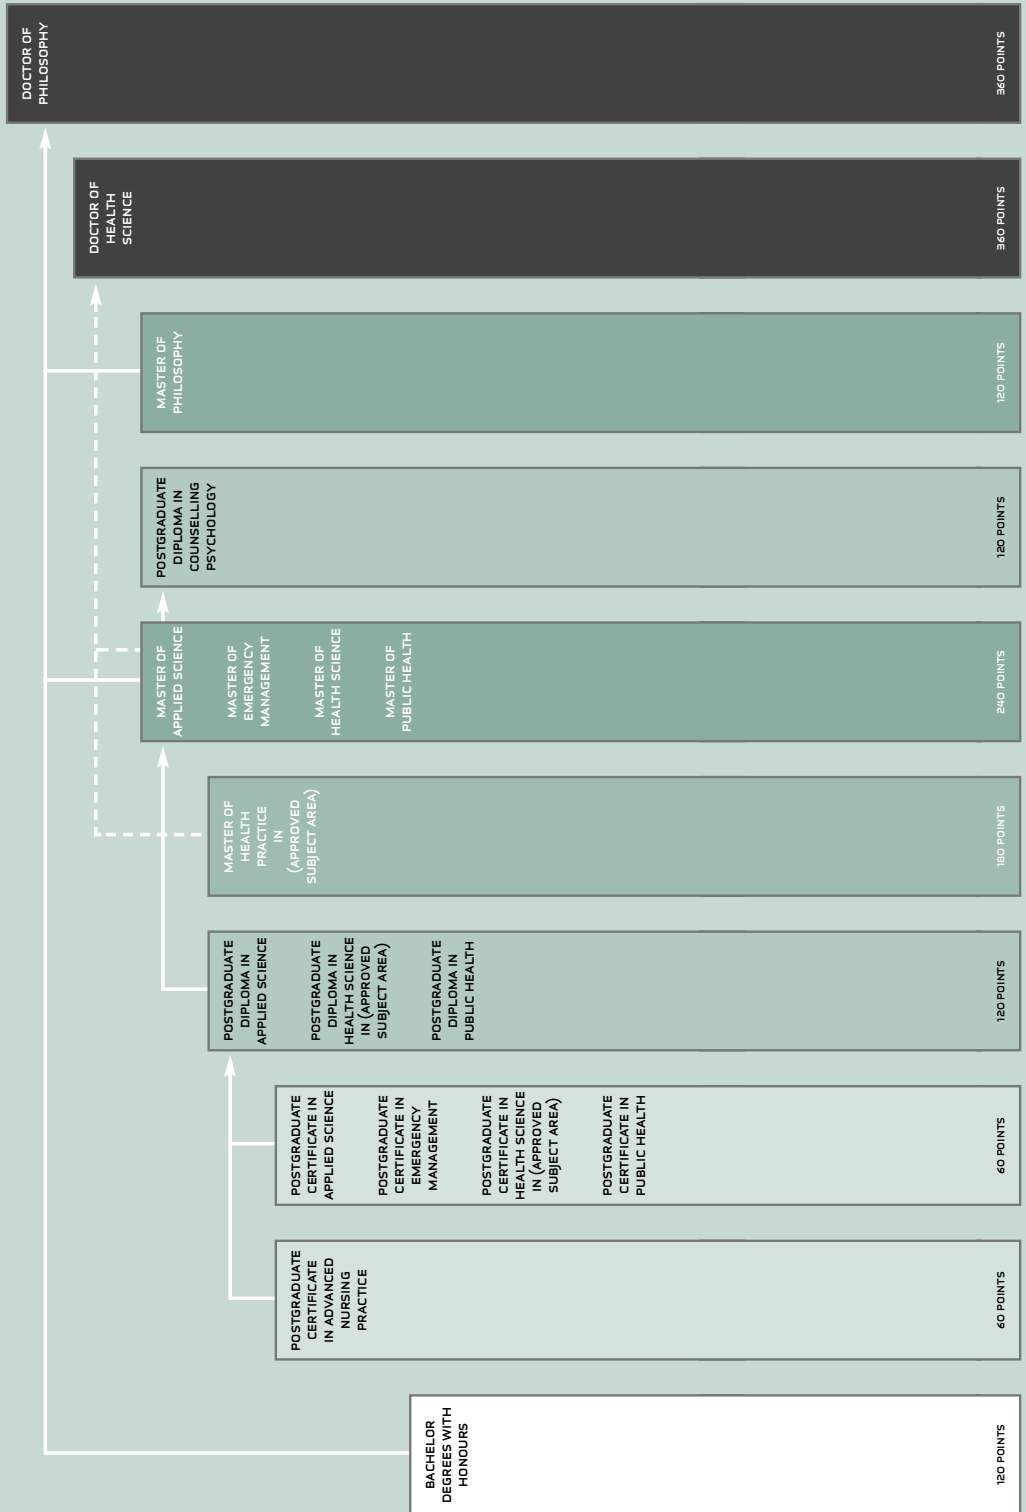 BACHELOR
DEGREES WITH
HONOURS
120 POINTS
POSTGRADUATE
CERTIFICATE
IN ADVANCED
NURSING
PRACTICE
60 POINTS
POSTGRADUATE
CERTIFICATE IN
APPLIED SCIENCE
POSTGRADUATE
CERTIFICATE IN
EMERGENCY
MANAGEMENT
POSTGRADUATE
CERTIFICATE IN
HEALTH SCIENCE
IN (APPROVED
SUBJECT AREA)
POSTGRADUATE
CERTIFICATE IN
PUBLIC HEALTH
60 POINTS
POSTGRADUATE
DIPLOMA IN
APPLIED SCIENCE
POSTGRADUATE
DIPLOMA IN
HEALTH SCIENCE
IN (APPROVED
SUBJECT AREA)
POSTGRADUATE
DIPLOMA IN
PUBLIC HEALTH
120 POINTS
MASTER OF
HEALTH
PRACTICE
IN
(APPROVED
SUBJECT AREA)
180 POINTS
MASTER OF
APPLIED SCIENCE
MASTER OF
EMERGENCY
MANAGEMENT
MASTER OF
HEALTH SCIENCE
MASTER OF
PUBLIC HEALTH
240 POINTS
POSTGRADUATE
DIPLOMA IN
COUNSELLING
PSYCHOLOGY
120 POINTS
MASTER OF
PHILOSOPHY
120 POINTS
DOCTOR OF
HEALTH
SCIENCE
360 POINTS
DOCTOR OF
PHILOSOPHY
360 POINTS